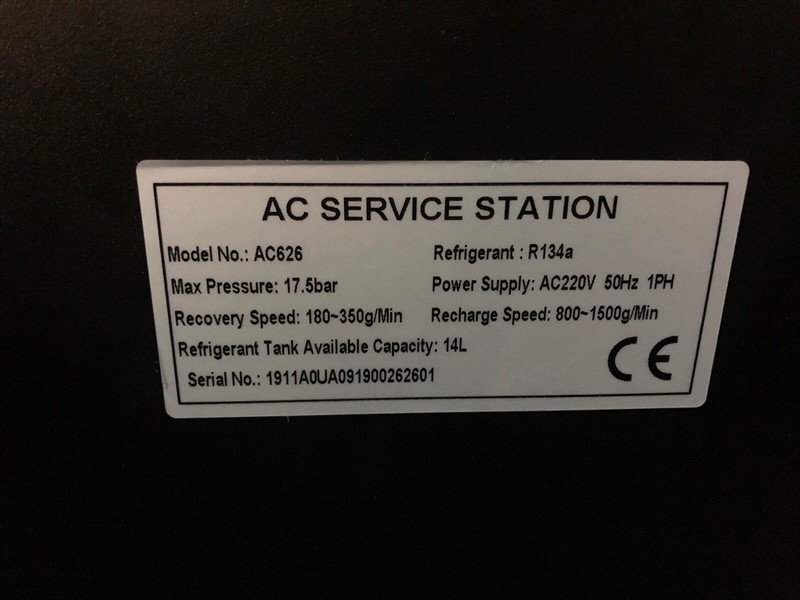 AC SERVICE STATION
Model No.: AC626 Refrigerant : R134a
Max Pressure: 17.5bar Power Supply: AC220V 50Hz 1PH
Recovery Speed: 180~350g/Min Recharge Speed: 800~1500g/Min
Refrigerant Tank Available Capacity: 14L
Serial No.: 1911A0UA091900262601
CE